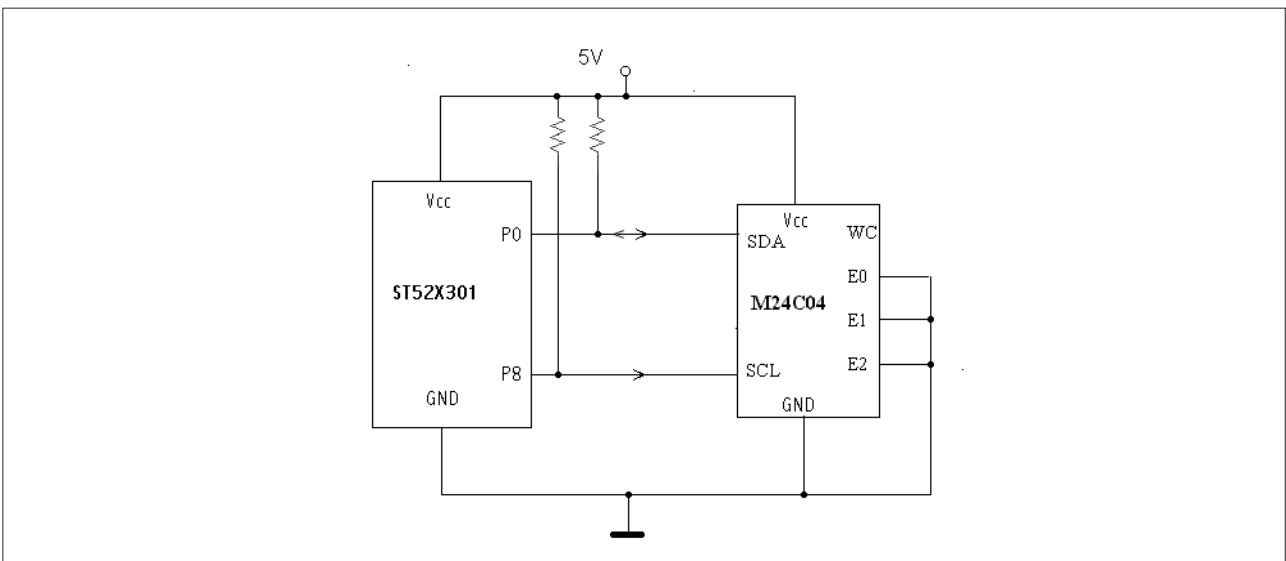 5V
Vcc
P0
ST52X301
P8
GND
Vcc
SDA
WC
E0
M24C04
E1
E2
SCL
GND